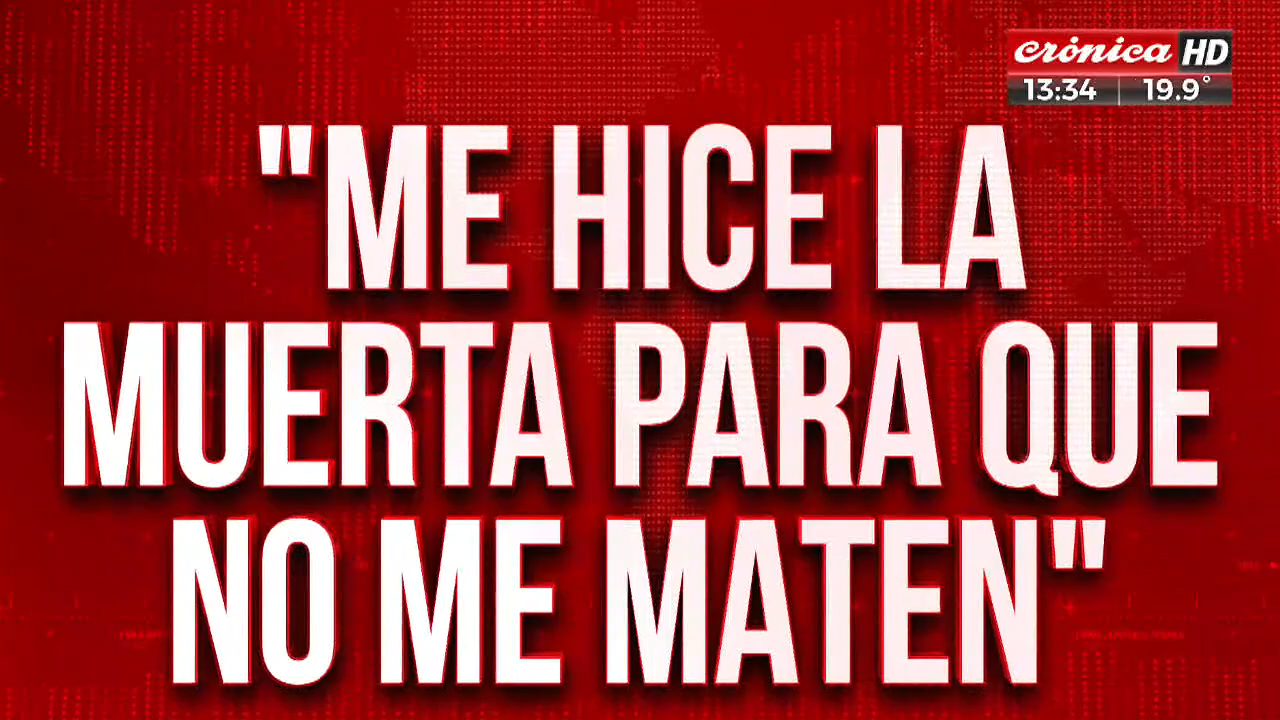 crónica HD
13:34 19.9°
"ME HICE LA
MUERTA PARA QUE
NO ME MATEN"